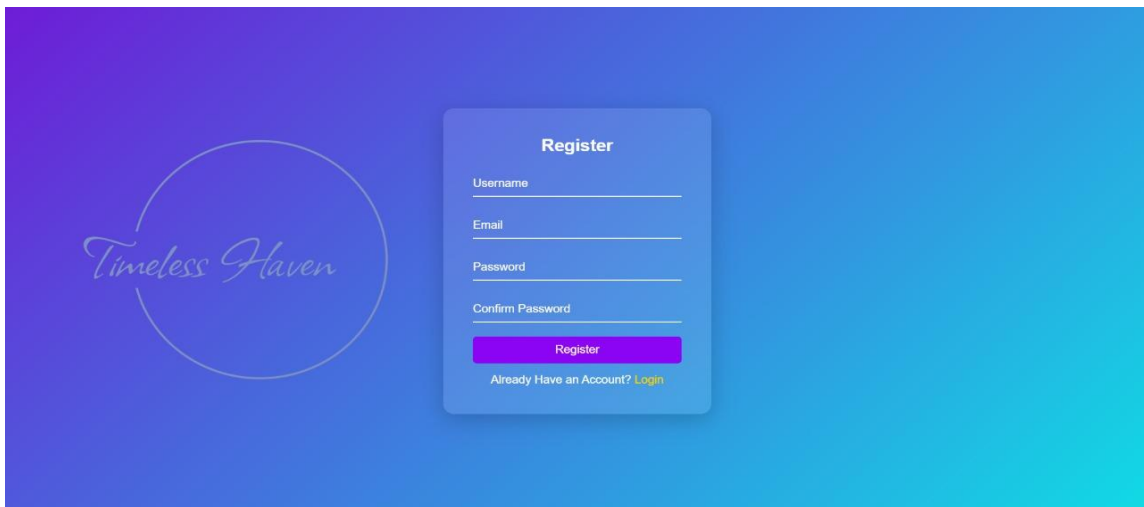 Timeless Haven
Register
Username
Email
Password
Confirm Password
Register
Already Have an Account? Login